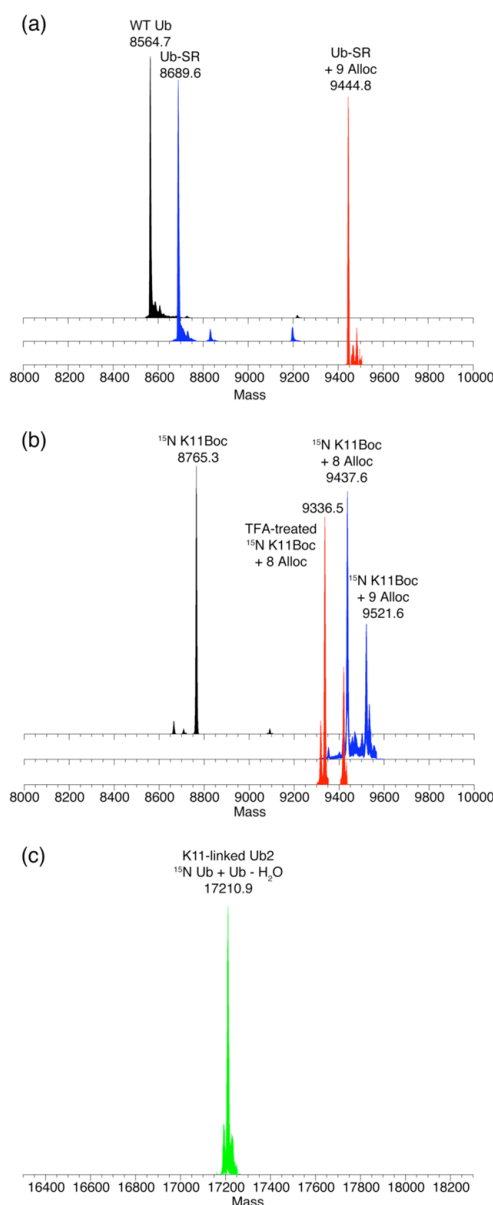 (a)
WT Ub
8564.7
Ub-SR
8689.6
Ub-SR
+ 9 Alloc
9444.8
8000 8200 8400 8600 8800 9000 9200 9400 9600 9800 10000
Mass
(b)
¹⁵N K11Boc
8765.3
¹⁵N K11Boc
+ 8 Alloc
9437.6
9336.5
TFA-treated
¹⁵N K11Boc
+ 8 Alloc
¹⁵N K11Boc
+ 9 Alloc
9521.6
8000 8200 8400 8600 8800 9000 9200 9400 9600 9800 10000
Mass
(c)
K11-linked Ub2
¹⁵N Ub + Ub - H₂O
17210.9
16400 16600 16800 17000 17200 17400 17600 17800 18000 18200
Mass